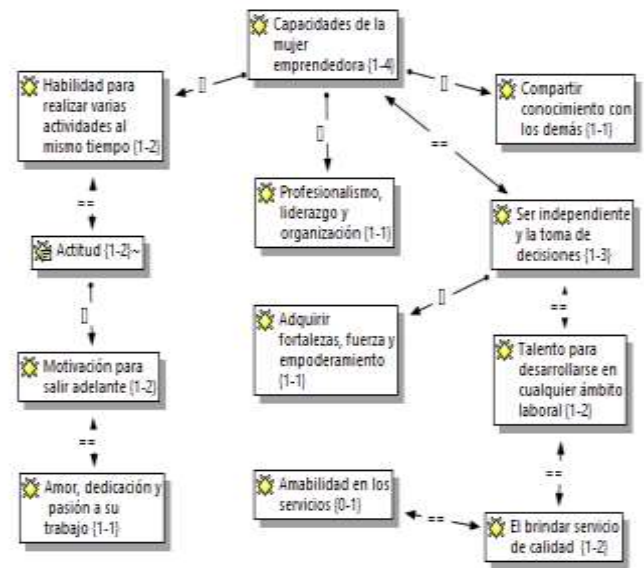 Capacidades de la
mujer
emprendedora {1-4}
Habilidad para
realizar varias
actividades al
mismo tiempo {1-2}
Compartir
conocimiento con
los demás {1-1}
[]
[]
[]
==
Profesionalismo,
liderazgo y
organización {1-1}
Ser independiente
y la toma de
decisiones {1-3}
==
Actitud {1-2}~
[]
Adquirir
fortalezas, fuerza y
empoderamiento
{1-1}
==
[]
Motivación para
salir adelante {1-2}
Talento para
desarrollarse en
cualquier ámbito
laboral {1-2}
==
==
Amor, dedicación y
pasión a su
trabajo {1-1}
Amabilidad en los
servicios {0-1}
==
El brindar servicio
de calidad {1-2}